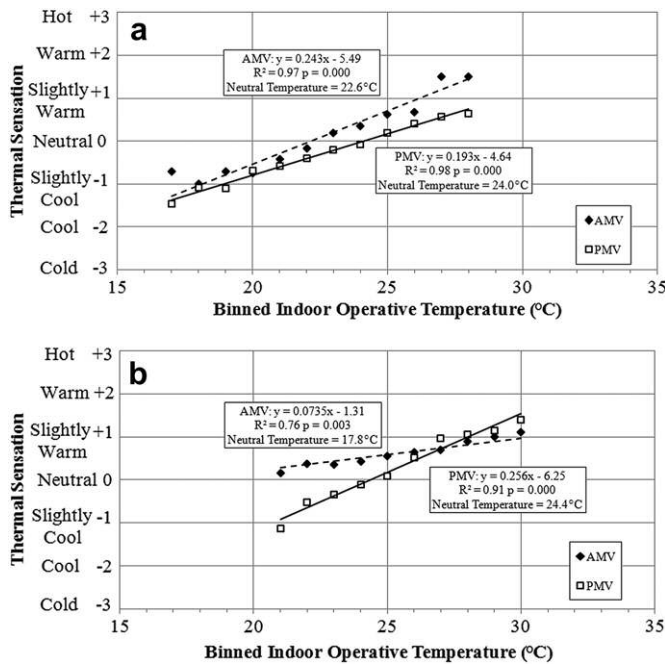 a
Thermal Sensation
Hot +3
Warm +2
Slightly +1
Warm
Neutral 0
Slightly -1
Cool
Cool -2
Cold -3
AMV: y = 0.243x - 5.49
R² = 0.97 p = 0.000
Neutral Temperature = 22.6°C
PMV: y = 0.193x - 4.64
R² = 0.98 p = 0.000
Neutral Temperature = 24.0°C
AMV
PMV
15 20 25 30 35
Binned Indoor Operative Temperature (°C)
b
Thermal Sensation
Hot +3
Warm +2
Slightly +1
Warm
Neutral 0
Slightly -1
Cool
Cool -2
Cold -3
AMV: y = 0.0735x - 1.31
R² = 0.76 p = 0.003
Neutral Temperature = 17.8°C
PMV: y = 0.256x - 6.25
R² = 0.91 p = 0.000
Neutral Temperature = 24.4°C
AMV
PMV
15 20 25 30 35
Binned Indoor Operative Temperature (°C)